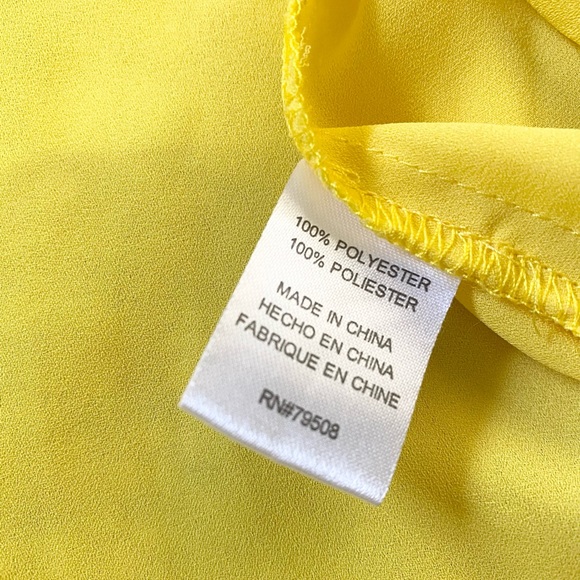 100% POLYESTER
100% POLIESTER
MADE IN CHINA
HECHO EN CHINA
FABRIQUE EN CHINE
RN#79508